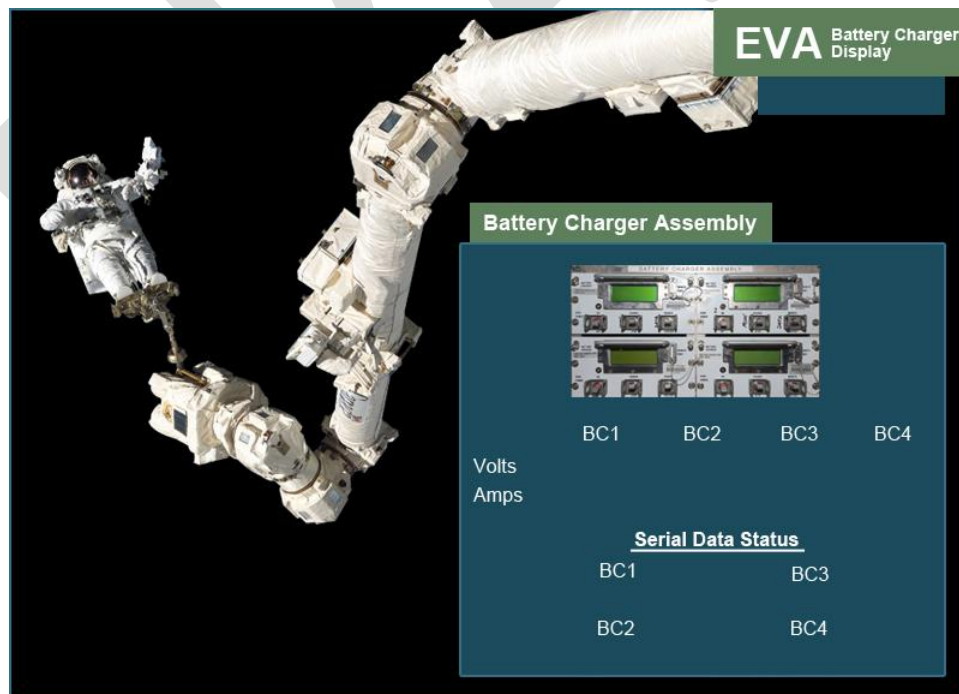 EVA Battery Charger
Display
Battery Charger Assembly
BATTERY CHARGER ASSEMBLY
BC1 BC2 BC3 BC4
Volts
Amps
Serial Data Status
BC1 BC3
BC2 BC4